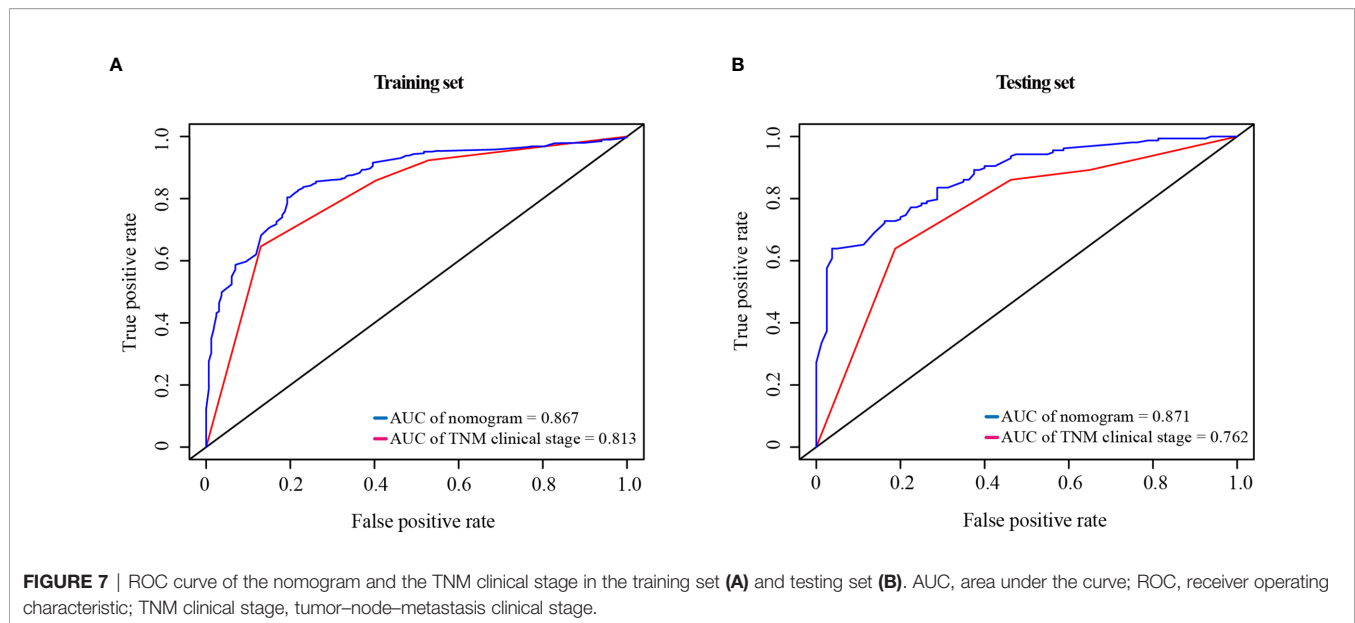 A
Training set
True positive rate
1.0
0.8
0.6
0.4
0.2
0
AUC of nomogram = 0.867
AUC of TNM clinical stage = 0.813
0 0.2 0.4 0.6 0.8 1.0
False positive rate
B
Testing set
True positive rate
1.0
0.8
0.6
0.4
0.2
0
AUC of nomogram = 0.871
AUC of TNM clinical stage = 0.762
0 0.2 0.4 0.6 0.8 1.0
False positive rate
FIGURE 7 | ROC curve of the nomogram and the TNM clinical stage in the training set (A) and testing set (B). AUC, area under the curve; ROC, receiver operating
characteristic; TNM clinical stage, tumor–node–metastasis clinical stage.